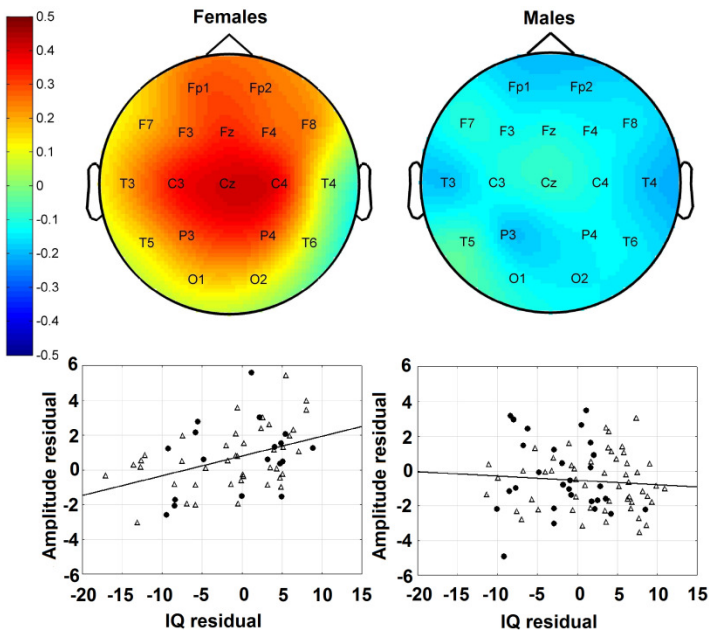 Females Males
0.5
0.4
0.3
0.2
0.1
0
-0.1
-0.2
-0.3
-0.4
-0.5
Fp1 Fp2
F7 F3 Fz F4 F8
T3 C3 Cz C4 T4
T5 P3 P4 T6
O1 O2
Fp1 Fp2
F7 F3 Fz F4 F8
T3 C3 Cz C4 T4
T5 P3 P4 T6
O1 O2
Amplitude residual
6
4
2
0
-2
-4
-6
-20 -15 -10 -5 0 5 10 15
IQ residual
Amplitude residual
6
4
2
0
-2
-4
-6
-20 -15 -10 -5 0 5 10 15
IQ residual